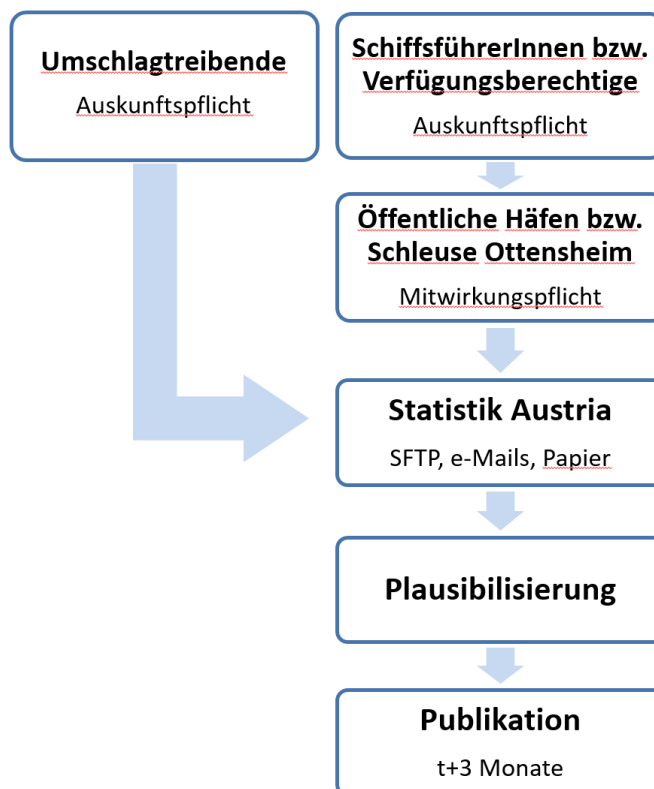 Umschlagtreibende
Auskunftspflicht
SchiffsführerInnen bzw.
Verfügungsberechtige
Auskunftspflicht
Öffentliche Häfen bzw.
Schleuse Ottensheim
Mitwirkungspflicht
Statistik Austria
SFTP, e-Mails, Papier
Plausibilisierung
Publikation
t+3 Monate